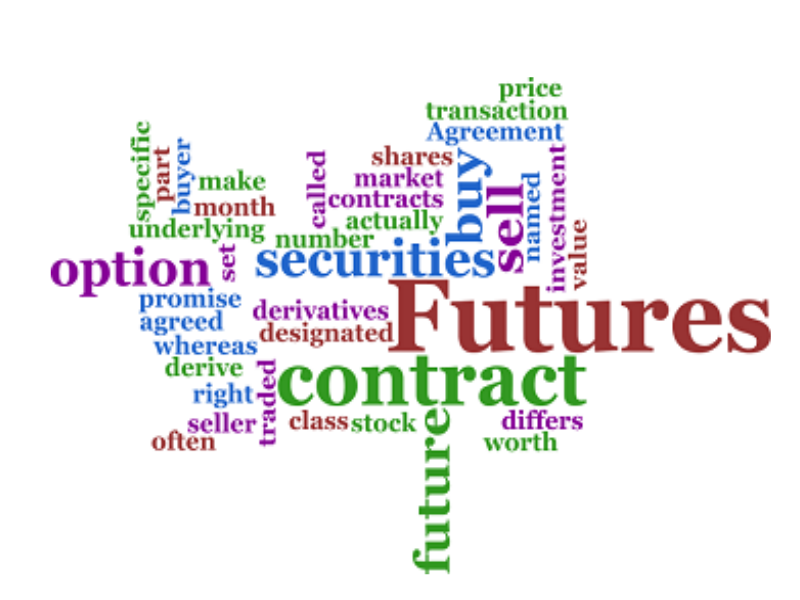 price
transaction
Agreement
specific
part
buyer
make
month
underlying
called
shares
market
contracts
actually
number
buy
sell
named
investment
value
option
set
securities
promise
agreed
whereas
derive
right
seller
often
traded
derivatives
designated
Futures
contract
class
stock
future
differs
worth